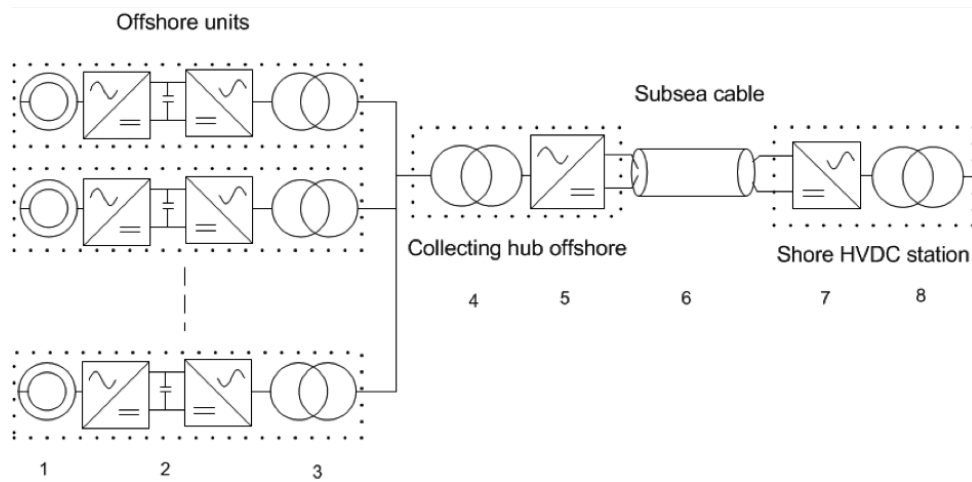 Offshore units
Subsea cable
Collecting hub offshore
Shore HVDC station
4 5 6 7 8
1 2 3